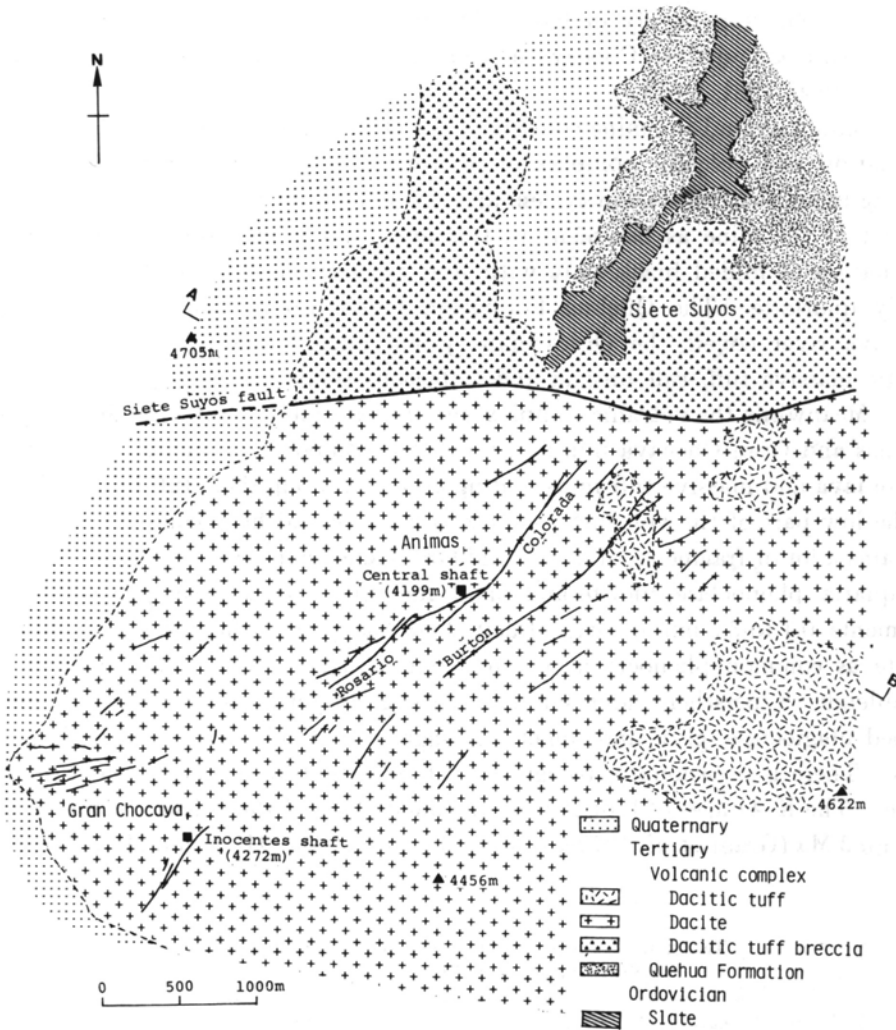 N
A
4705m
Siete Suyos
Siete Suyos fault
Colorada
Animas
Central shaft
(4199m)
Burton
Rosario
B
Gran Chocaya
Inocentes shaft
(4272m)
4622m
4456m
Quaternary
Tertiary
Volcanic complex
Dacitic tuff
Dacite
Dacitic tuff breccia
Quehua Formation
Ordovician
Slate
0 500 1000m